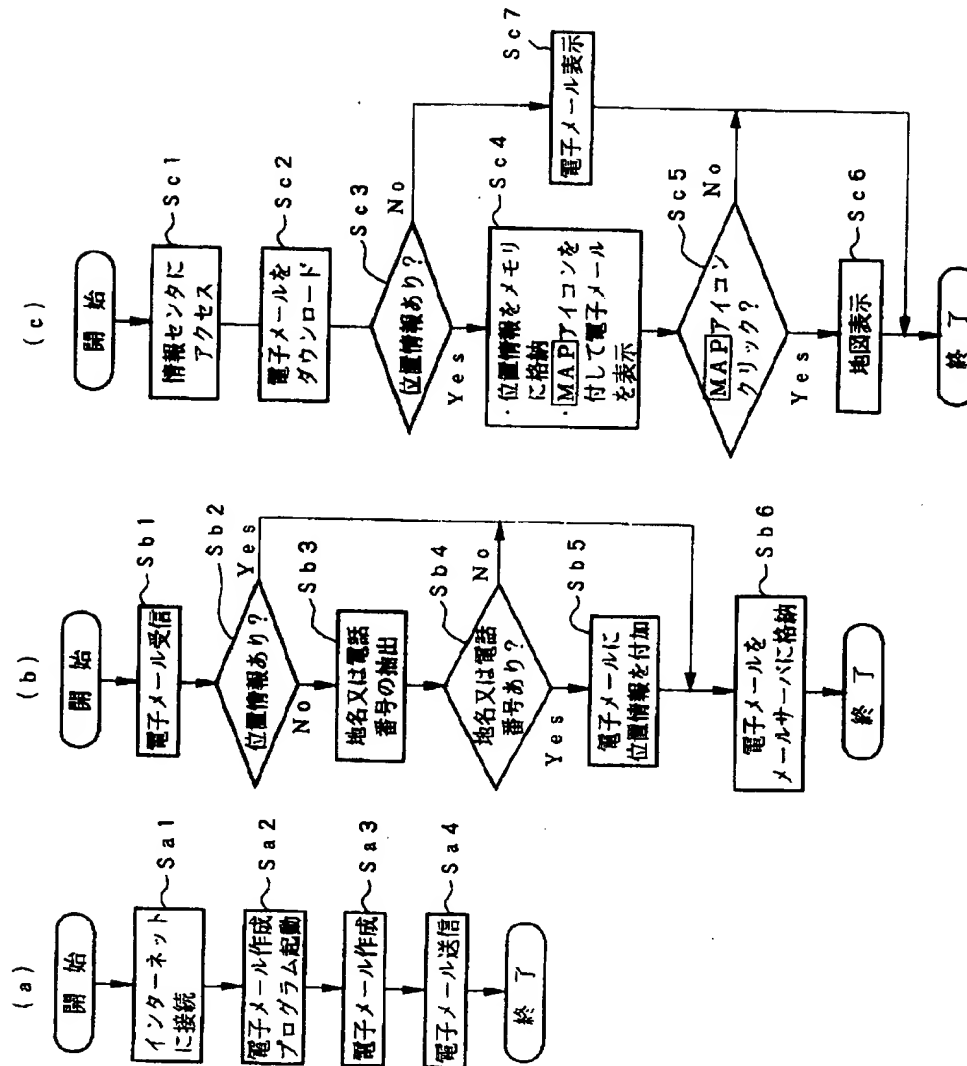 (a)
開 始
インターネット
に接続
Sa1
電子メール作成
プログラム起動
Sa2
電子メール作成
Sa3
電子メール送信
Sa4
終 了
(b)
開 始
電子メール受信
Sb1
位置情報あり?
Sb2
Yes
No
地名又は電話
番号の抽出
Sb3
地名又は電話
番号あり?
Sb4
No
Yes
電子メールに
位置情報を付加
Sb5
電子メールを
メールサーバに格納
Sb6
終 了
(c)
開 始
情報センタに
アクセス
Sc1
電子メールを
ダウンロード
Sc2
位置情報あり?
Sc3
No
Yes
・位置情報をメモリ
に格納
・MAPアイコンを
付して電子メール
を表示
Sc4
電子メール表示
Sc7
MAPアイコン
クリック?
Sc5
No
Yes
地図表示
Sc6
終 了